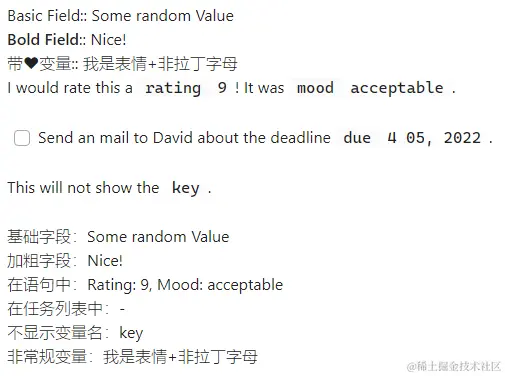 Basic Field:: Some random Value
Bold Field:: Nice!
带❤变量:: 我是表情+非拉丁字母
I would rate this a rating 9 ! It was mood acceptable .
Send an mail to David about the deadline due 4 05, 2022 .
This will not show the key .
基础字段：Some random Value
加粗字段：Nice!
在语句中：Rating: 9, Mood: acceptable
在任务列表中：-
不显示变量名：key
非常规变量：我是表情+非拉丁字母
@稀土掘金技术社区